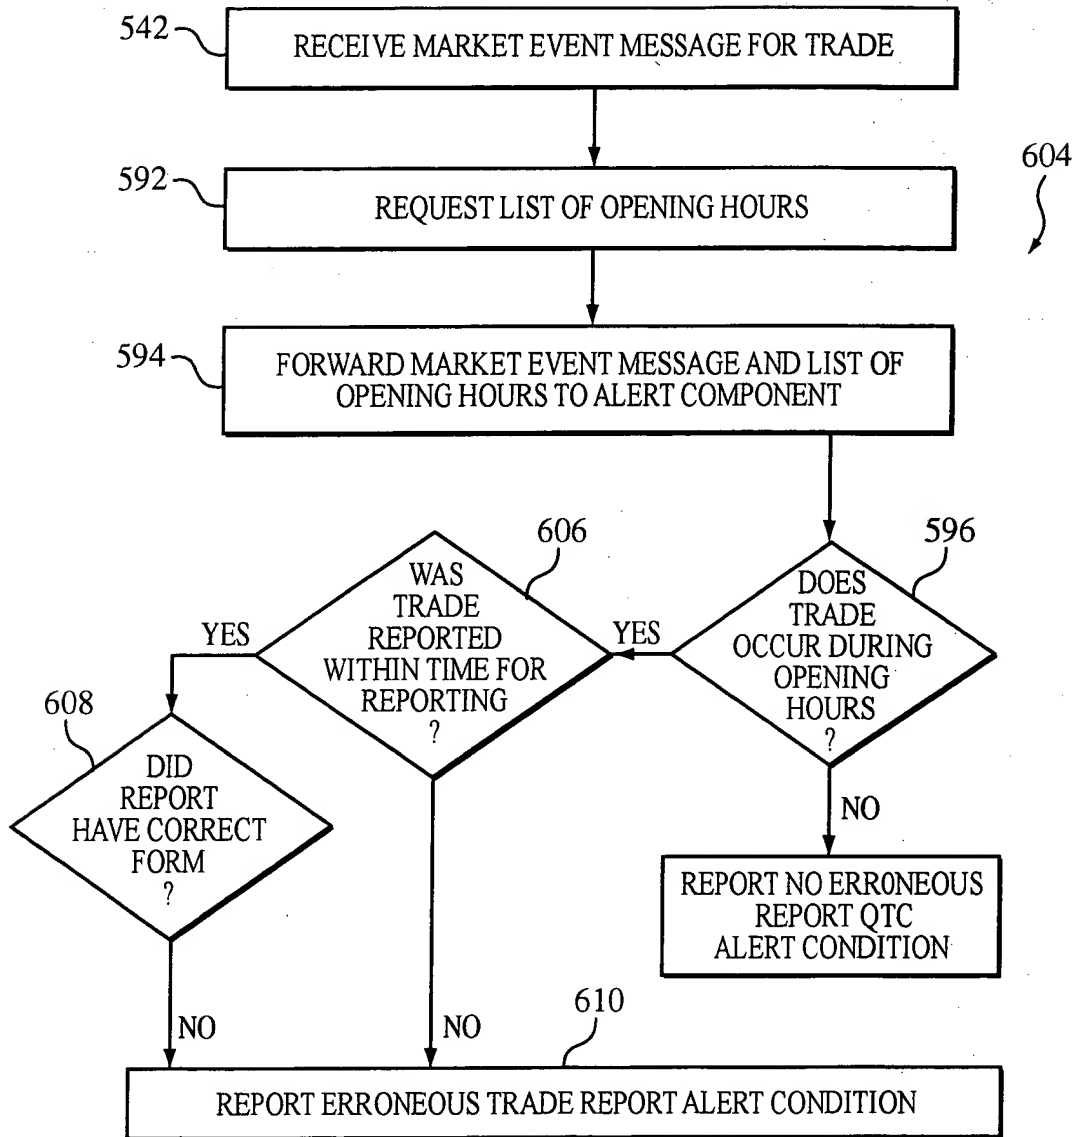 542
RECEIVE MARKET EVENT MESSAGE FOR TRADE
604
592
REQUEST LIST OF OPENING HOURS
594
FORWARD MARKET EVENT MESSAGE AND LIST OF
OPENING HOURS TO ALERT COMPONENT
606
596
WAS
TRADE
REPORTED
WITHIN TIME FOR
REPORTING
?
DOES
TRADE
OCCUR DURING
OPENING
HOURS
?
YES
YES
608
DID
REPORT
HAVE CORRECT
FORM
?
NO
REPORT NO ERRONEOUS
REPORT QTC
ALERT CONDITION
NO
NO
610
REPORT ERRONEOUS TRADE REPORT ALERT CONDITION